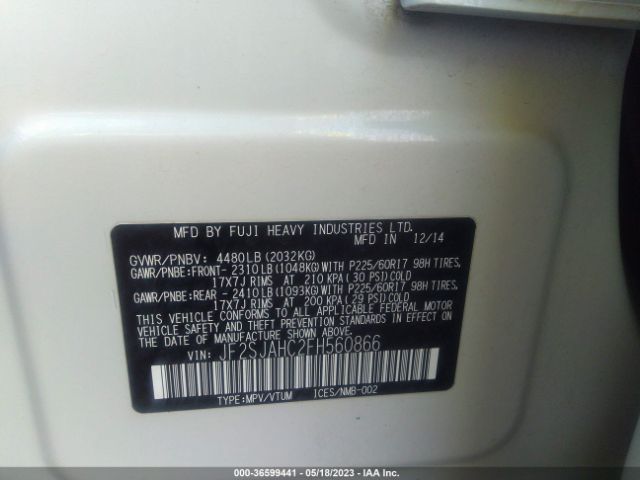 MFD BY FUJI HEAVY INDUSTRIES LTD.
MFD IN 12/14
GVWR/PNBV: 4480LB(2032KG)
GAWR/PNBE:FRONT- 2310LB(1048KG)WITH P225/60R17 98H TIRES,
17X7J RIMS AT 210 KPA(30 PSI)COLD
GAWR/PNBE:REAR - 2410LB(1093KG)WITH P225/60R17 98H TIRES,
17X7J RIMS AT 200 KPA(29 PSI)COLD
THIS VEHICLE CONFORMS TO ALL APPLICABLE FEDERAL MOTOR
VEHICLE SAFETY AND THEFT PREVENTION STANDARDS IN EFFECT ON
THE DATE OF MANUFACTURE SHOWN ABOVE.
VIN: JF2SJAHC2FH560866
TYPE:MPV/VTUM ICES/NMB-002
000-36599441 - 05/18/2023 - IAA Inc.